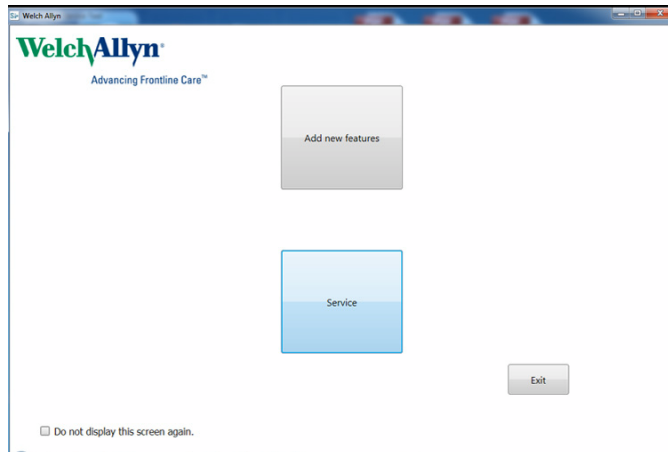 Welch Allyn
WelchAllyn®
Advancing Frontline Care™
Add new features
Service
Exit
Do not display this screen again.